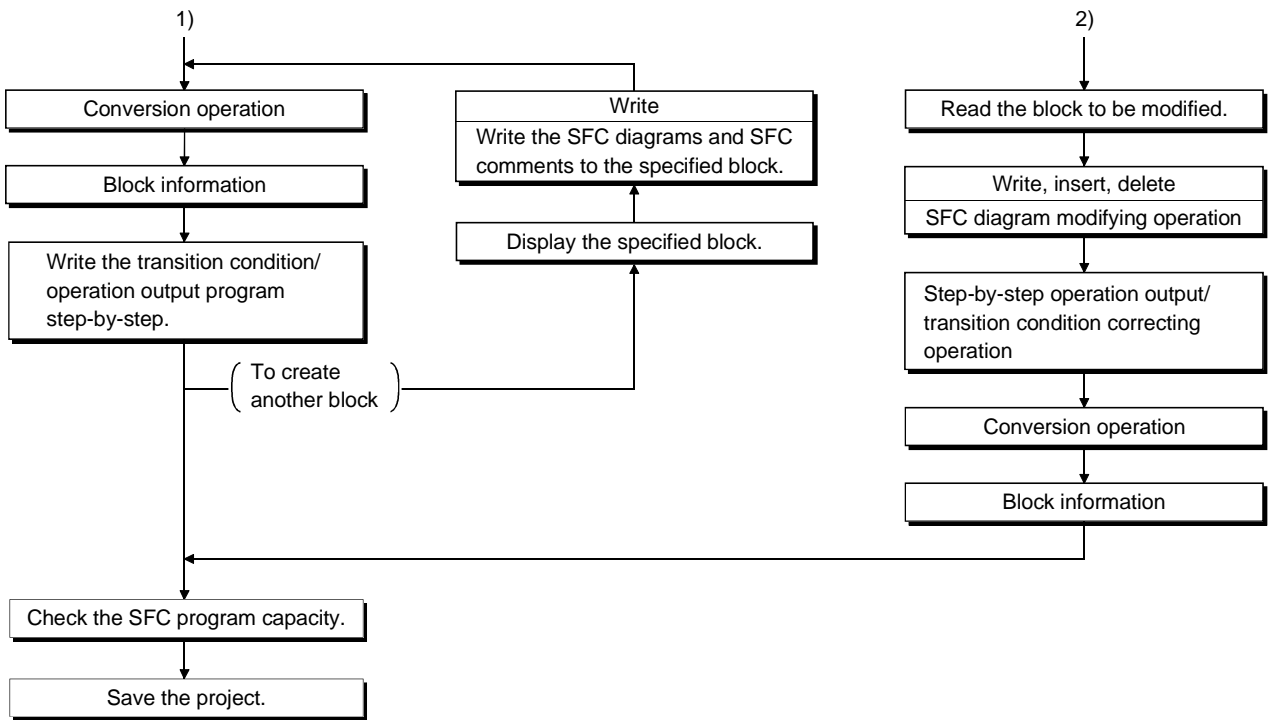 1)
Conversion operation
Block information
Write the transition condition/
operation output program
step-by-step.
To create
another block
Write
Write the SFC diagrams and SFC
comments to the specified block.
Display the specified block.
2)
Read the block to be modified.
Write, insert, delete
SFC diagram modifying operation
Step-by-step operation output/
transition condition correcting
operation
Conversion operation
Block information
Check the SFC program capacity.
Save the project.